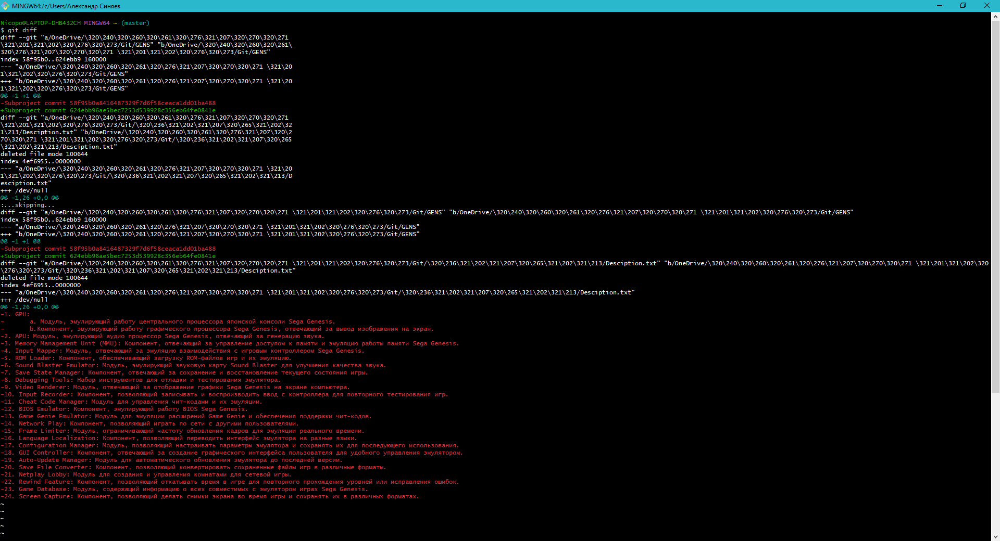 MINGW64:/c/Users/Александр Синяев
Nicopo@LAPTOP-DHB432CH MINGW64 ~ (master)
$ git diff
diff --git "a/OneDrive/\320\240\320\260\320\261\320\276\321\207\320\270\320\271
\321\201\321\202\320\276\320\273/Git/GENS" "b/OneDrive/\320\240\320\260\320\261\
320\276\321\207\320\270\320\271 \321\201\321\202\320\276\320\273/Git/GENS"
index 58f95b0..624ebb9 160000
--- "a/OneDrive/\320\240\320\260\320\261\320\276\321\207\320\270\320\271 \321\20
1\321\202\320\276\320\273/Git/GENS"
+++ "b/OneDrive/\320\240\320\260\320\261\320\276\321\207\320\270\320\271 \321\20
1\321\202\320\276\320\273/Git/GENS"
@@ -1 +1 @@
-Subproject commit 58f95b0a8416487329f7d6f58ceaca1dd01ba488
+Subproject commit 624ebb96ae5bec7253d539928c356eb64fe0841e
diff --git "a/OneDrive/\320\240\320\260\320\261\320\276\321\207\320\270\320\271
\321\201\321\202\320\276\320\273/Git/\320\236\321\202\321\207\320\265\321\202\32
1\213/Desciption.txt" "b/OneDrive/\320\240\320\260\320\261\320\276\321\207\320\2
70\320\271 \321\201\321\202\320\276\320\273/Git/\320\236\321\202\321\207\320\265
\321\202\321\213/Desciption.txt"
deleted file mode 100644
index 4ef6955..0000000
--- "a/OneDrive/\320\240\320\260\320\261\320\276\321\207\320\270\320\271 \321\20
1\321\202\320\276\320\273/Git/\320\236\321\202\321\207\320\265\321\202\321\213/D
esciption.txt"
+++ /dev/null
@@ -1,26 +0,0 @@
:...skipping...
diff --git "a/OneDrive/\320\240\320\260\320\261\320\276\321\207\320\270\320\271 \321\201\321\202\320\276\320\273/Git/GENS" "b/OneDrive/\320\240\320\260\320\261\320\276\321\207\320\270\320\271 \321\201\321\202\320\276\320\273/Git/GENS"
index 58f95b0..624ebb9 160000
--- "a/OneDrive/\320\240\320\260\320\261\320\276\321\207\320\270\320\271 \321\201\321\202\320\276\320\273/Git/GENS"
+++ "b/OneDrive/\320\240\320\260\320\261\320\276\321\207\320\270\320\271 \321\201\321\202\320\276\320\273/Git/GENS"
@@ -1 +1 @@
-Subproject commit 58f95b0a8416487329f7d6f58ceaca1dd01ba488
+Subproject commit 624ebb96ae5bec7253d539928c356eb64fe0841e
diff --git "a/OneDrive/\320\240\320\260\320\261\320\276\321\207\320\270\320\271 \321\201\321\202\320\276\320\273/Git/\320\236\321\202\321\207\320\265\321\202\321\213/Desciption.txt" "b/OneDrive/\320\240\320\260\320\261\320\276\321\207\320\270\320\271 \321\201\321\202\320
\276\320\273/Git/\320\236\321\202\321\207\320\265\321\202\321\213/Desciption.txt"
deleted file mode 100644
index 4ef6955..0000000
--- "a/OneDrive/\320\240\320\260\320\261\320\276\321\207\320\270\320\271 \321\201\321\202\320\276\320\273/Git/\320\236\321\202\321\207\320\265\321\202\321\213/Desciption.txt"
+++ /dev/null
@@ -1,26 +0,0 @@
-1. GPU:
-       a. Модуль, эмулирующий работу центрального процессора японской консоли Sega Genesis.
-       b.Компонент, эмулирующий работу графического процессора Sega Genesis, отвечающий за вывод изображения на экран.
-2. APU: Модуль, эмулирующий аудио процессор Sega Genesis, отвечающий за генерацию звука.
-3. Memory Management Unit (MMU): Компонент, отвечающий за управление доступом к памяти и эмуляцию работы памяти Sega Genesis.
-4. Input Mapper: Модуль, отвечающий за эмуляцию взаимодействия с игровым контроллером Sega Genesis.
-5. ROM Loader: Компонент, обеспечивающий загрузку ROM-файлов игр и их эмуляцию.
-6. Sound Blaster Emulator: Модуль, эмулирующий звуковую карту Sound Blaster для улучшения качества звука.
-7. Save State Manager: Компонент, отвечающий за сохранение и восстановление текущего состояния игры.
-8. Debugging Tools: Набор инструментов для отладки и тестирования эмулятора.
-9. Video Renderer: Модуль, отвечающий за отображение графики Sega Genesis на экране компьютера.
-10. Input Recorder: Компонент, позволяющий записывать и воспроизводить ввод с контроллера для повторного тестирования игр.
-11. Cheat Code Manager: Модуль для управления чит-кодами и их эмуляции.
-12. BIOS Emulator: Компонент, эмулирующий работу BIOS Sega Genesis.
-13. Game Genie Emulator: Модуль для эмуляции расширений Game Genie и обеспечения поддержки чит-кодов.
-14. Network Play: Компонент, позволяющий играть по сети с другими пользователями.
-15. Frame Limiter: Модуль, ограничивающий частоту обновления кадров для эмуляции реального времени.
-16. Language Localization: Компонент, позволяющий переводить интерфейс эмулятора на разные языки.
-17. Configuration Manager: Модуль, позволяющий настраивать параметры эмулятора и сохранять их для последующего использования.
-18. GUI Controller: Компонент, отвечающий за создание графического интерфейса пользователя для удобного управления эмулятором.
-19. Auto-Update Manager: Модуль для автоматического обновления эмулятора до последней версии.
-20. Save File Converter: Компонент, позволяющий конвертировать сохраненные файлы игр в различные форматы.
-21. Netplay Lobby: Модуль для создания и управления комнатами для сетевой игры.
-22. Rewind Feature: Компонент, позволяющий откатывать время в игре для повторного прохождения уровней или исправления ошибок.
-23. Game Database: Модуль, содержащий информацию о всех совместимых с эмулятором играх Sega Genesis.
-24. Screen Capture: Компонент, позволяющий делать снимки экрана во время игры и сохранять их в различных форматах.
~
~
~
~
~